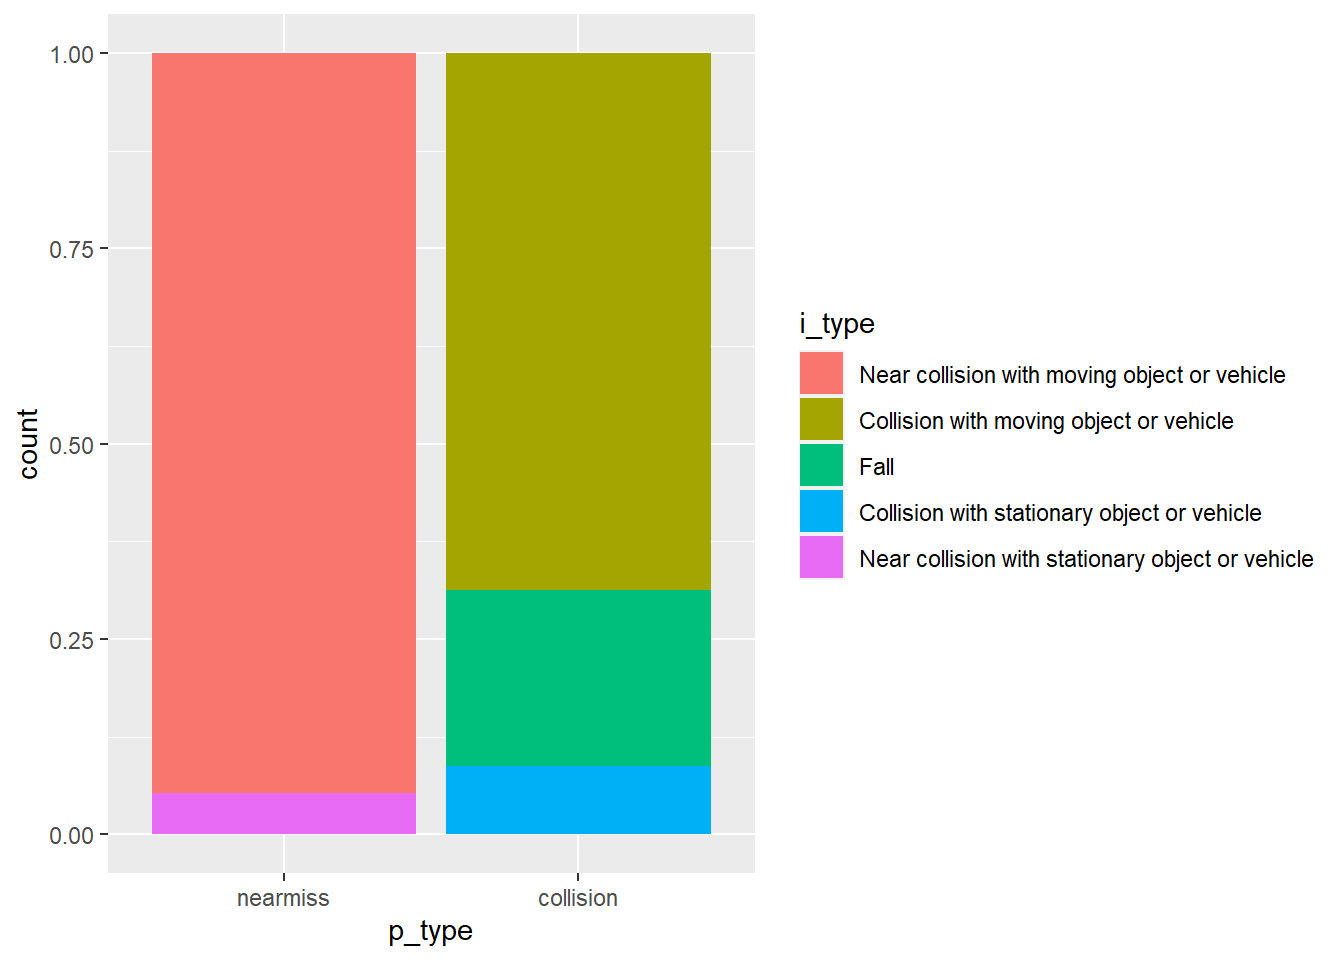 1.00
0.75
0.50
0.25
0.00
count
nearmiss
collision
p_type
i_type
Near collision with moving object or vehicle
Collision with moving object or vehicle
Fall
Collision with stationary object or vehicle
Near collision with stationary object or vehicle